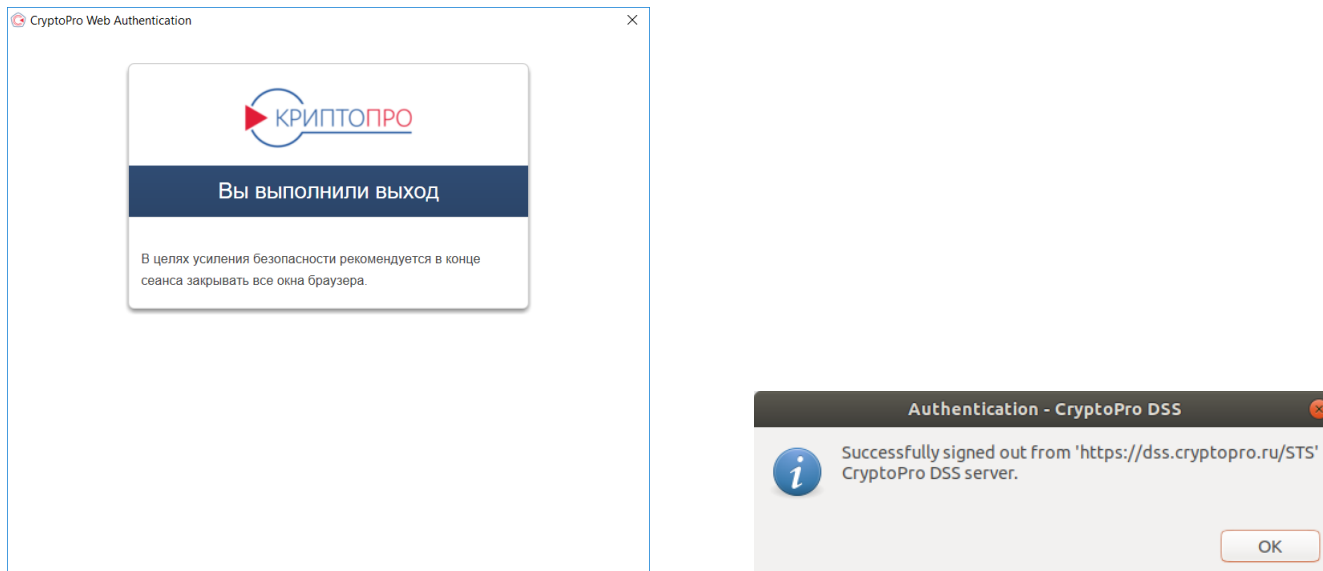 CryptoPro Web Authentication
КРИПТОПРО
Вы выполнили выход
В целях усиления безопасности рекомендуется в конце
сеанса закрывать все окна браузера.
Authentication - CryptoPro DSS
Successfully signed out from 'https://dss.cryptopro.ru/STS'
CryptoPro DSS server.
OK